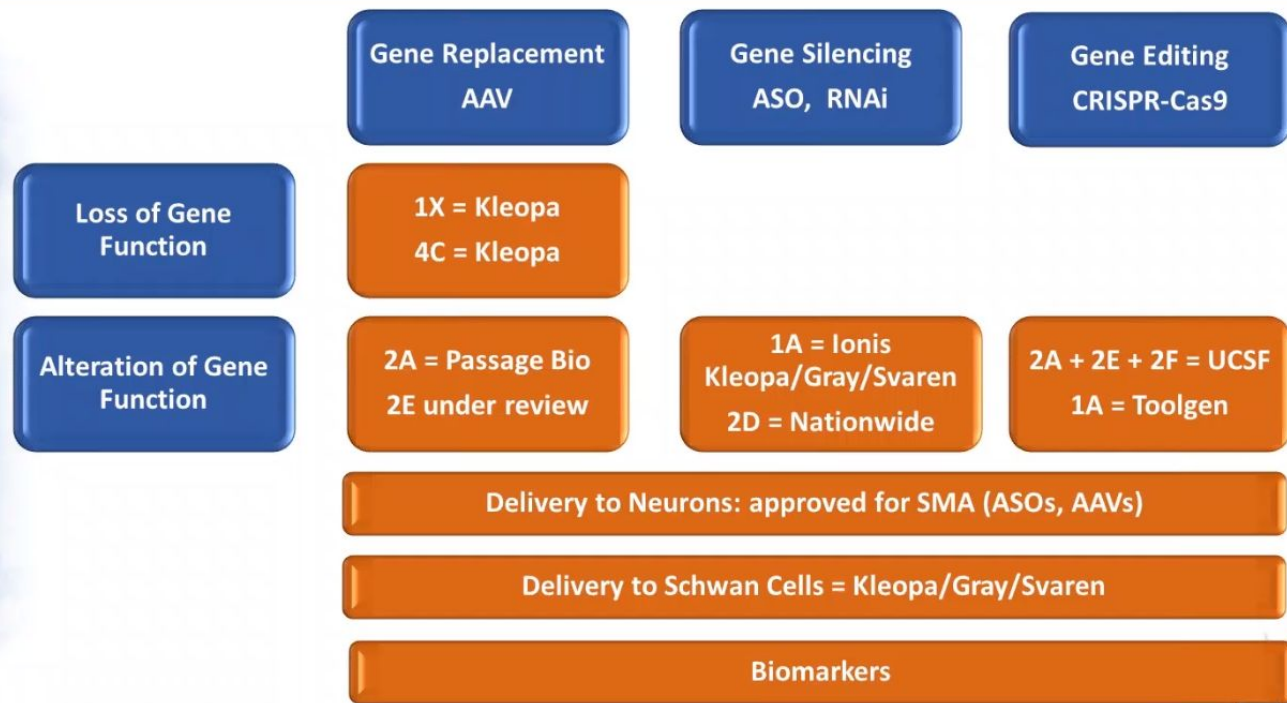 Gene Replacement
AAV
Gene Silencing
ASO, RNAi
Gene Editing
CRISPR-Cas9
Loss of Gene
Function
1X = Kleopa
4C = Kleopa
Alteration of Gene
Function
2A = Passage Bio
2E under review
1A = Ionis
Kleopa/Gray/Svaren
2D = Nationwide
2A + 2E + 2F = UCSF
1A = Toolgen
Delivery to Neurons: approved for SMA (ASOs, AAVs)
Delivery to Schwan Cells = Kleopa/Gray/Svaren
Biomarkers